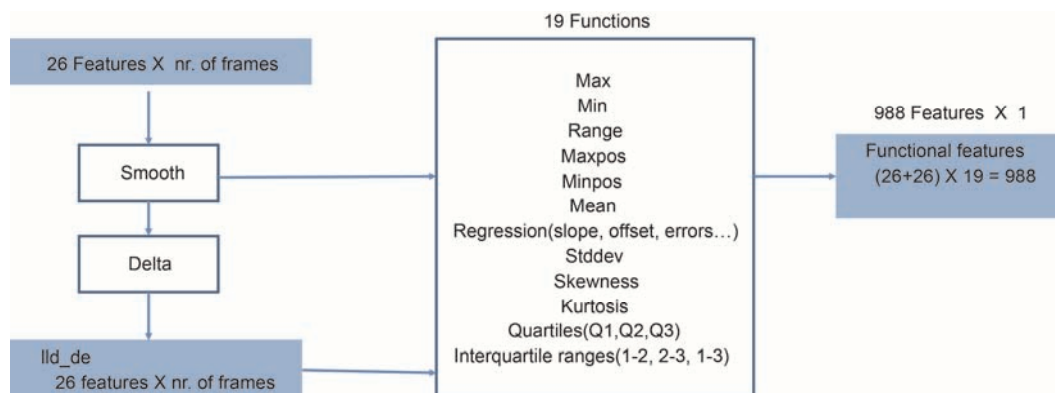 26 Features X nr. of frames
Smooth
Delta
lld_de
26 features X nr. of frames
19 Functions
Max
Min
Range
Maxpos
Minpos
Mean
Regression(slope, offset, errors…)
Stddev
Skewness
Kurtosis
Quartiles(Q1,Q2,Q3)
Interquartile ranges(1-2, 2-3, 1-3)
988 Features X 1
Functional features
(26+26) X 19 = 988